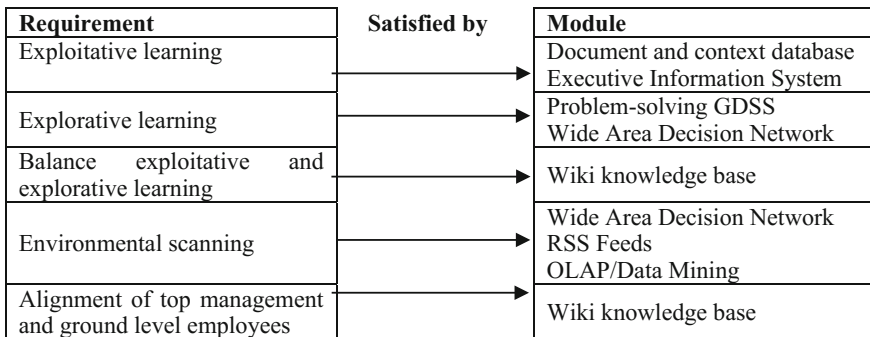 Requirement Satisfied by Module
Exploitative learning
Document and context database
Executive Information System
Explorative learning
Problem-solving GDSS
Wide Area Decision Network
Balance exploitative and
explorative learning
Wiki knowledge base
Environmental scanning
Wide Area Decision Network
RSS Feeds
OLAP/Data Mining
Alignment of top management
and ground level employees
Wiki knowledge base